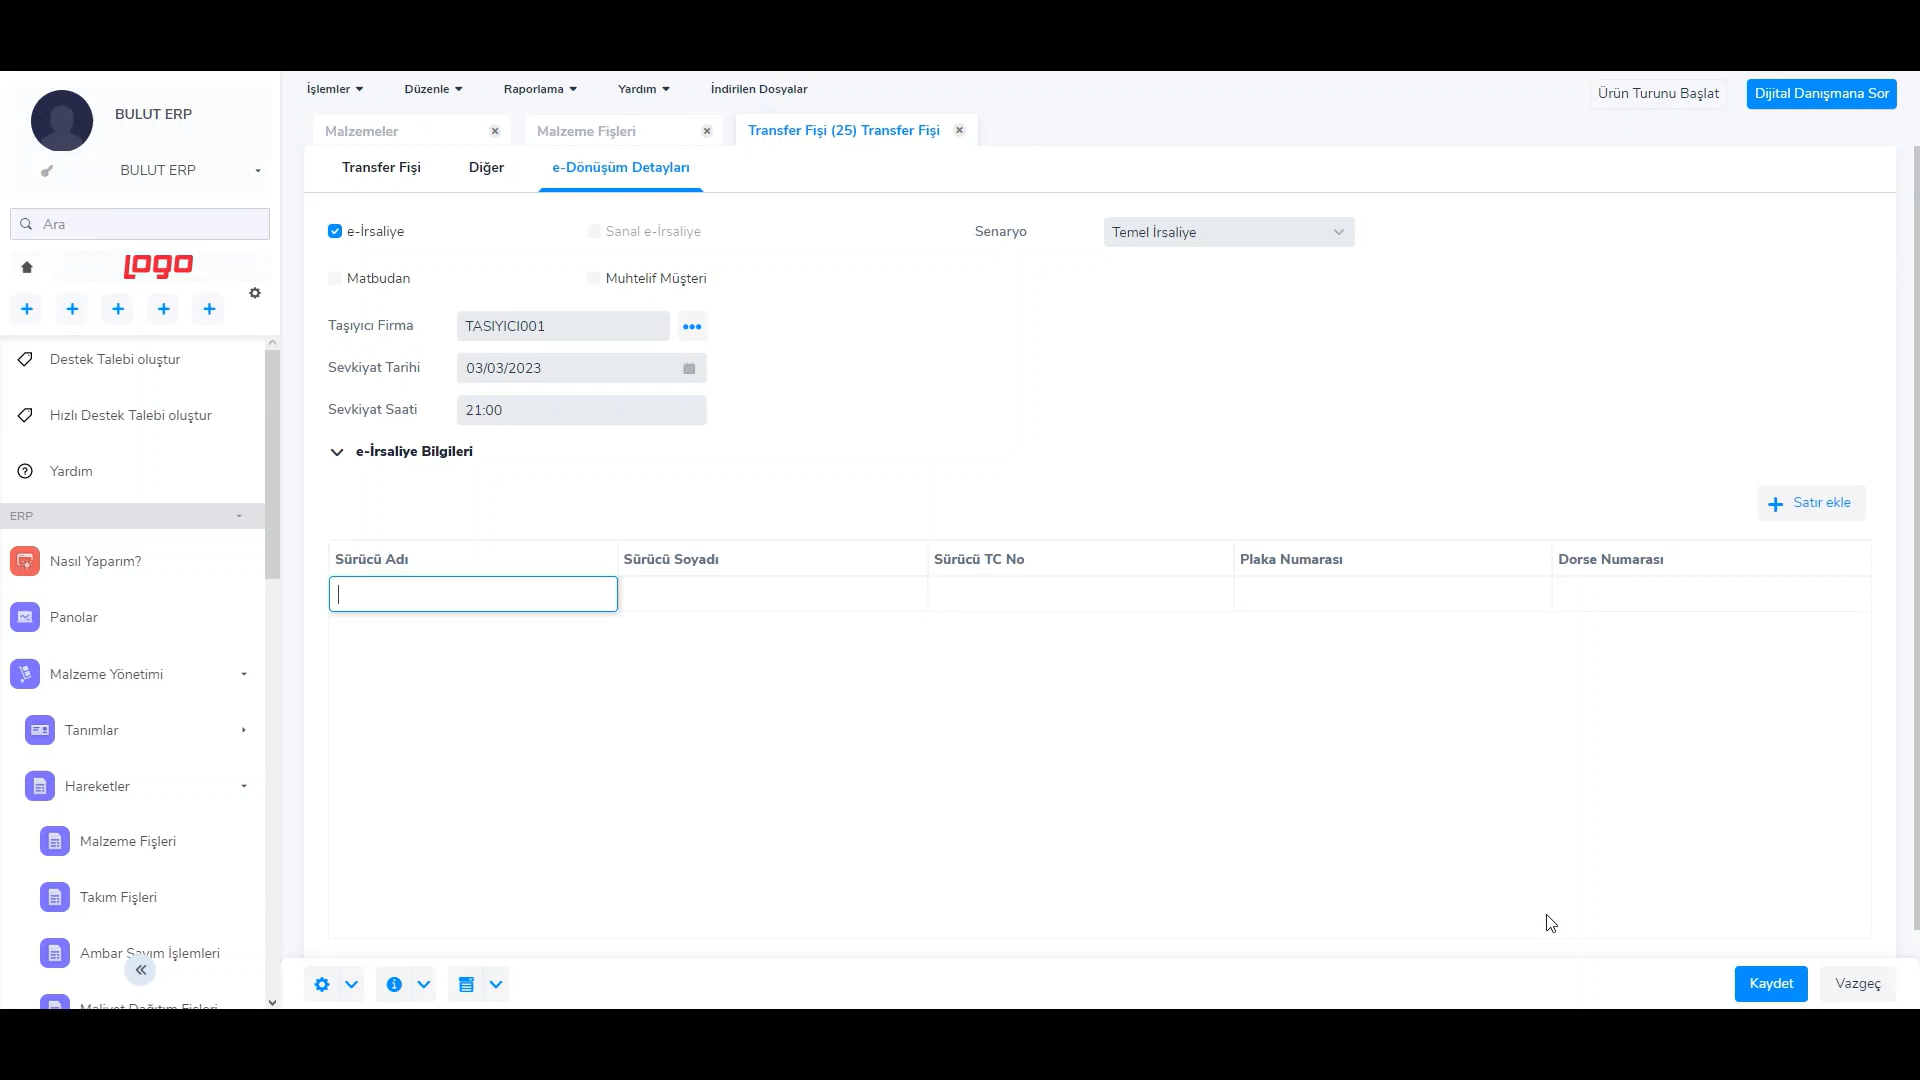 BULUT ERP
BULUT ERP
Ara
LOGO
Destek Talebi oluştur
Hızlı Destek Talebi oluştur
Yardım
ERP
Nasıl Yaparım?
Panolar
Malzeme Yönetimi
Tanımlar
Hareketler
Malzeme Fişleri
Takım Fişleri
Ambar Sayım İşlemleri
Maliyet Dağıtım Fişleri
İşlemler Düzenle Raporlama Yardım İndirilen Dosyalar
Ürün Turunu Başlat Dijital Danışmana Sor
Malzemeler Malzeme Fişleri Transfer Fişi (25) Transfer Fişi
Transfer Fişi Diğer e-Dönüşüm Detayları
e-İrsaliye Sanal e-İrsaliye Senaryo Temel İrsaliye
Matbudan Muhtelif Müşteri
Taşıyıcı Firma TASIYICI001
Sevkiyat Tarihi 03/03/2023
Sevkiyat Saati 21:00
e-İrsaliye Bilgileri
Satır ekle
Sürücü Adı Sürücü Soyadı Sürücü TC No Plaka Numarası Dorse Numarası
Kaydet Vazgeç